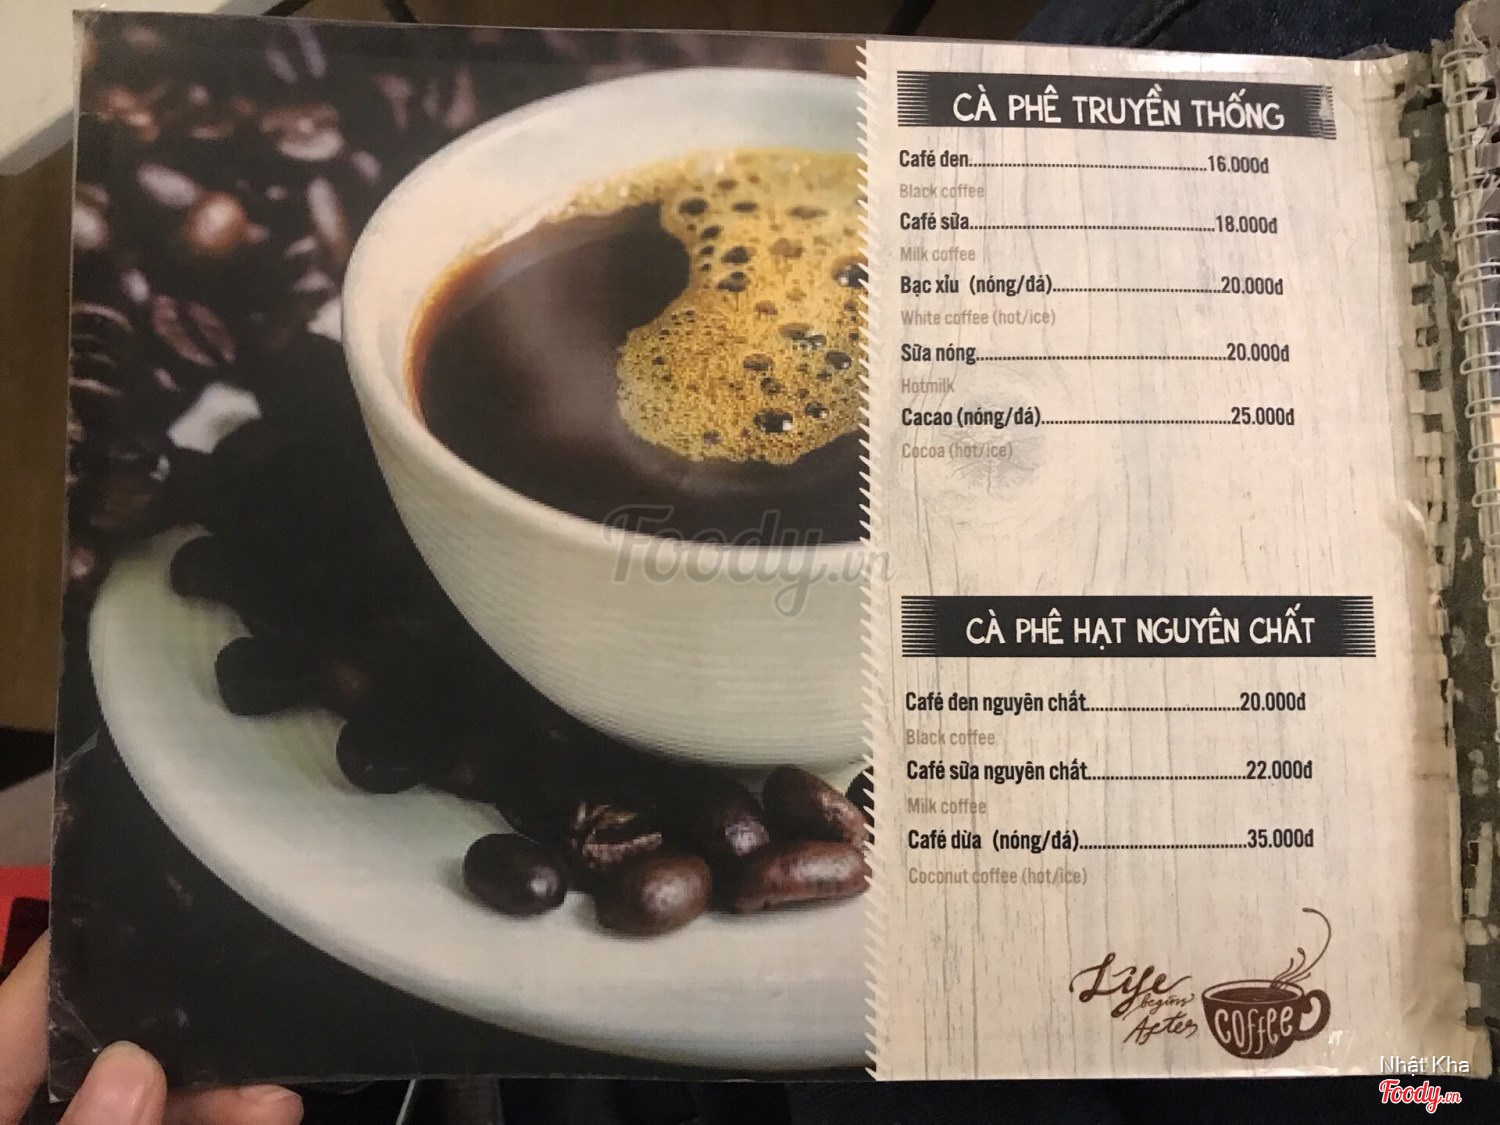 CÀ PHÊ TRUYỀN THỐNG
Café đen........................................................16.000đ
Black coffee
Café sữa........................................................18.000đ
Milk coffee
Bạc xỉu (nóng/đá)......................................20.000đ
White coffee (hot/ice)
Sữa nóng........................................................20.000đ
Hotmilk
Cacao (nóng/đá)...........................................25.000đ
Cocoa (hot/ice)
Foody.vn
CÀ PHÊ HẠT NGUYÊN CHẤT
Café đen nguyên chất...................................20.000đ
Black coffee
Café sữa nguyên chất...................................22.000đ
Milk coffee
Café dừa (nóng/đá)......................................35.000đ
Coconut coffee (hot/ice)
Life
begins
After
COFFEE
Nhật Kha
Foody.vn